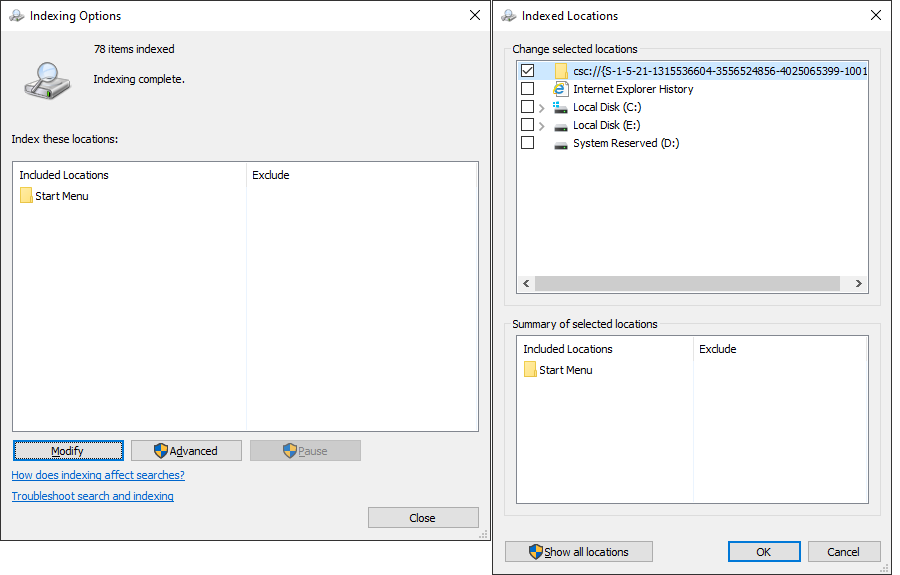 Indexing Options
78 items indexed
Indexing complete.
Index these locations:
Included Locations Exclude
Start Menu
Modify Advanced Pause
How does indexing affect searches?
Troubleshoot search and indexing
Close
Indexed Locations
Change selected locations
csc://{S-1-5-21-1315536604-3556524856-4025065399-1001
Internet Explorer History
Local Disk (C:)
Local Disk (E:)
System Reserved (D:)
Summary of selected locations
Included Locations Exclude
Start Menu
Show all locations OK Cancel